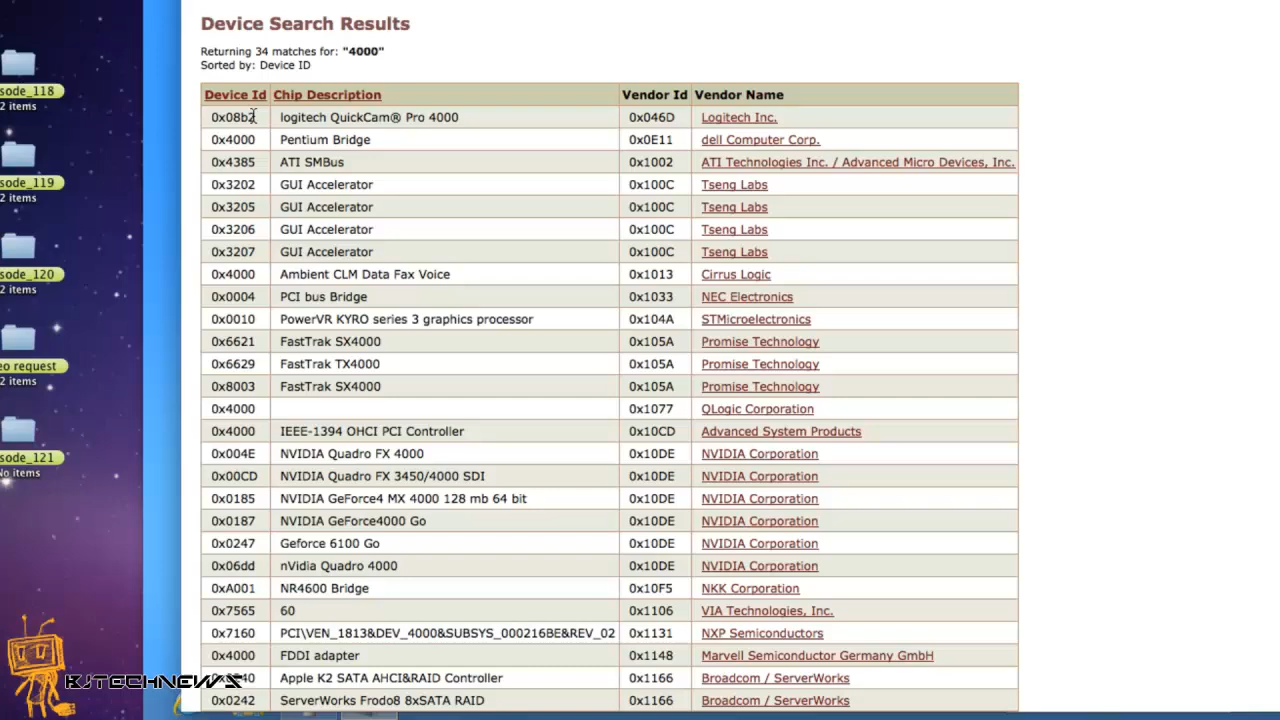 Device Search Results
Returning 34 matches for: "4000"
Sorted by: Device ID
Device Id Chip Description Vendor Id Vendor Name
0x08b2 logitech QuickCam® Pro 4000 0x046D Logitech Inc.
0x4000 Pentium Bridge 0x0E11 dell Computer Corp.
0x4385 ATI SMBus 0x1002 ATI Technologies Inc. / Advanced Micro Devices, Inc.
0x3202 GUI Accelerator 0x100C Tseng Labs
0x3205 GUI Accelerator 0x100C Tseng Labs
0x3206 GUI Accelerator 0x100C Tseng Labs
0x3207 GUI Accelerator 0x100C Tseng Labs
0x4000 Ambient CLM Data Fax Voice 0x1013 Cirrus Logic
0x0004 PCI bus Bridge 0x1033 NEC Electronics
0x0010 PowerVR KYRO series 3 graphics processor 0x104A STMicroelectronics
0x6621 FastTrak SX4000 0x105A Promise Technology
0x6629 FastTrak TX4000 0x105A Promise Technology
0x8003 FastTrak SX4000 0x105A Promise Technology
0x4000 0x1077 QLogic Corporation
0x4000 IEEE-1394 OHCI PCI Controller 0x10CD Advanced System Products
0x004E NVIDIA Quadro FX 4000 0x10DE NVIDIA Corporation
0x00CD NVIDIA Quadro FX 3450/4000 SDI 0x10DE NVIDIA Corporation
0x0185 NVIDIA GeForce4 MX 4000 128 mb 64 bit 0x10DE NVIDIA Corporation
0x0187 NVIDIA GeForce4000 Go 0x10DE NVIDIA Corporation
0x0247 Geforce 6100 Go 0x10DE NVIDIA Corporation
0x06dd nVidia Quadro 4000 0x10DE NVIDIA Corporation
0xA001 NR4600 Bridge 0x10F5 NKK Corporation
0x7565 60 0x1106 VIA Technologies, Inc.
0x7160 PCI\VEN_1813&DEV_4000&SUBSYS_000216BE&REV_02 0x1131 NXP Semiconductors
0x4000 FDDI adapter 0x1148 Marvell Semiconductor Germany GmbH
Apple K2 SATA AHCI&RAID Controller 0x1166 Broadcom / ServerWorks
0x0242 ServerWorks Frodo8 8xSATA RAID 0x1166 Broadcom / ServerWorks
sode_118
2 items
sode_119
2 items
sode_120
2 items
eo request
2 items
sode_121
No items
BJTECHNEWS